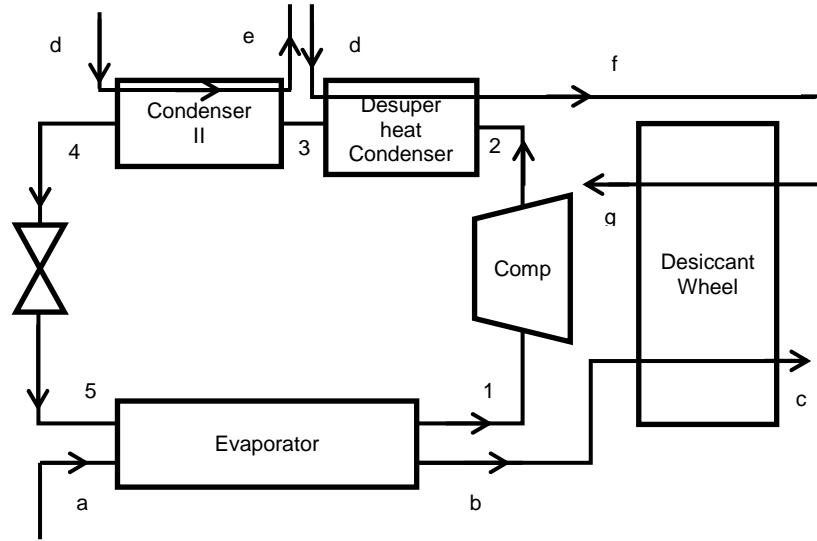 d
e
d
f
Condenser
II
Desuper
heat
Condenser
4
3
2
g
Comp
Desiccant
Wheel
5
1
c
Evaporator
a
b